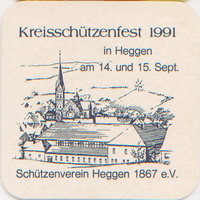 Kreisschützenfest 1991
in Heggen
am 14. und 15. Sept.
Schützenverein Heggen 1867 e.V.